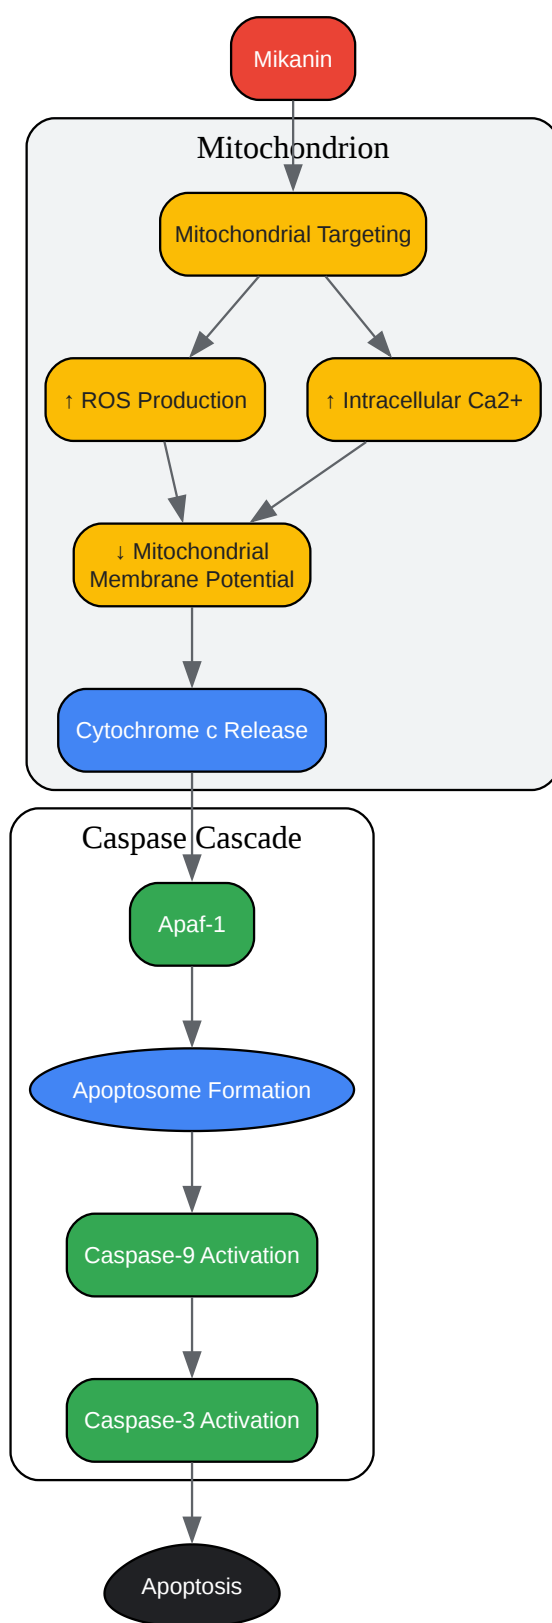 Mikanin
Mitochondrion
Mitochondrial Targeting
↑ ROS Production
↑ Intracellular Ca2+
↓ Mitochondrial
Membrane Potential
Cytochrome c Release
Caspase Cascade
Apaf-1
Apoptosome Formation
Caspase-9 Activation
Caspase-3 Activation
Apoptosis